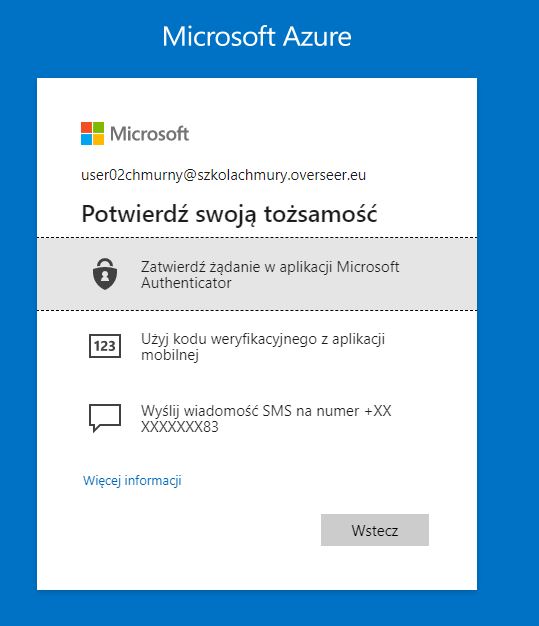 Microsoft Azure
Microsoft
user02chmurny@szkolachmury.overseer.eu
Potwierdź swoją tożsamość
Zatwierdź żądanie w aplikacji Microsoft
Authenticator
123
Użyj kodu weryfikacyjnego z aplikacji
mobilnej
Wyślij wiadomość SMS na numer +XX
XXXXXXX83
Więcej informacji
Wstecz